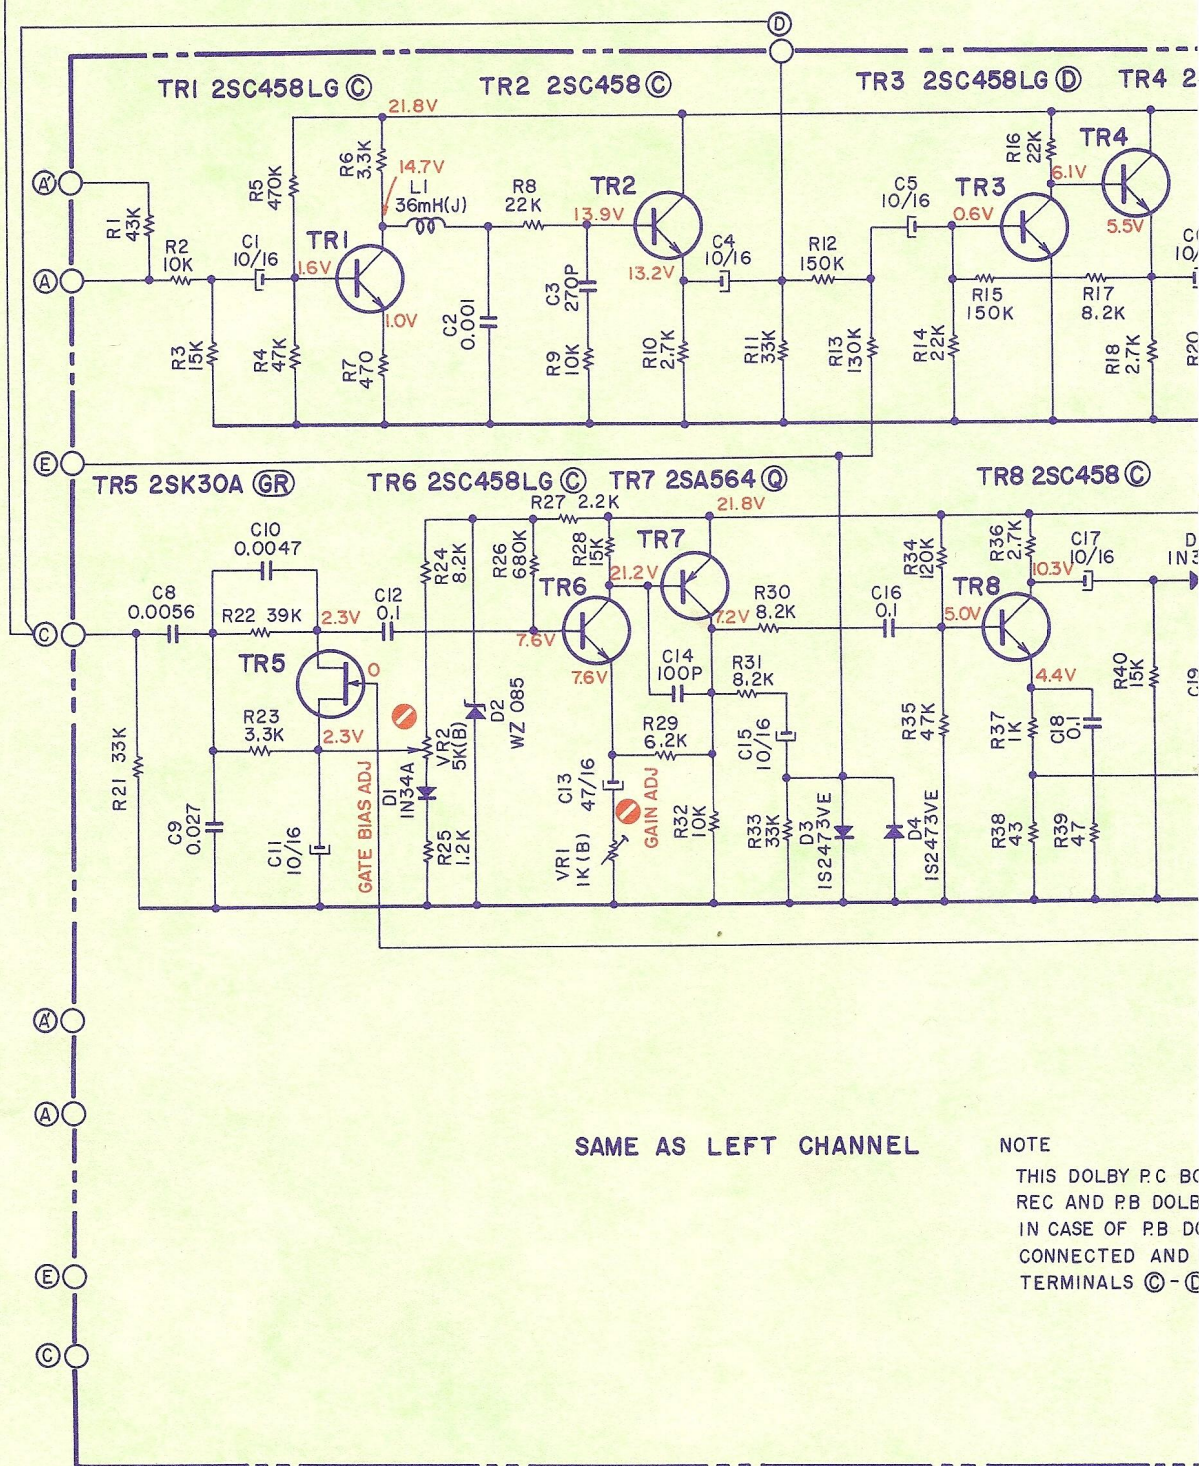 D
TR1 2SC458LG C
TR2 2SC458 C
TR3 2SC458LG D
TR4 2
21.8V
R6 3.3K
14.7V
L1
36mH(J)
R8
22K
TR2
13.9V
R5
470K
A'
R1
43K
R2
10K
C1
10/16
TR1
1.6V
A
1.0V
R3
15K
R4
47K
R7
470
C2
0.001
C3
270P
R9
10K
13.2V
C4
10/16
R10
2.7K
R11
33K
R12
150K
R13
130K
C5
10/16
TR3
0.6V
R16
22K
TR4
6.1V
5.5V
R15
150K
R17
8.2K
R14
22K
R18
2.7K
10/
R20
E
TR5 2SK30A GR
TR6 2SC458LG C
TR7 2SA564 Q
TR8 2SC458 C
R27 2.2K
21.8V
C10
0.0047
R24
8.2K
R26
680K
R28
15K
TR7
R34
120K
R36
2.7K
C17
10/16
D
IN3
C8
0.0056
R22 39K
2.3V
C12
0.1
TR6
21.2V
7.6V
7.2V
R30
8.2K
C16
0.1
TR8
10.3V
5.0V
C
TR5
0
7.6V
C14
100P
R31
8.2K
4.4V
R40
15K
C19
R23
3.3K
2.3V
VR2
5K(B)
D2
WZ 085
R29
6.2K
C15
10/16
R35
47K
R37
1K
C18
0.1
R21 33K
C9
0.027
C11
10/16
GATE BIAS ADJ
D1
IN34A
R25
1.2K
C13
47/16
VR1
1K(B)
GAIN ADJ
R32
10K
R33
33K
D3
IS2473VE
D4
IS2473VE
R38
43
R39
47
A'
A
SAME AS LEFT CHANNEL
NOTE
THIS DOLBY P.C BO
REC AND P.B DOLB
IN CASE OF P.B DO
CONNECTED AND
TERMINALS C - D
E
C